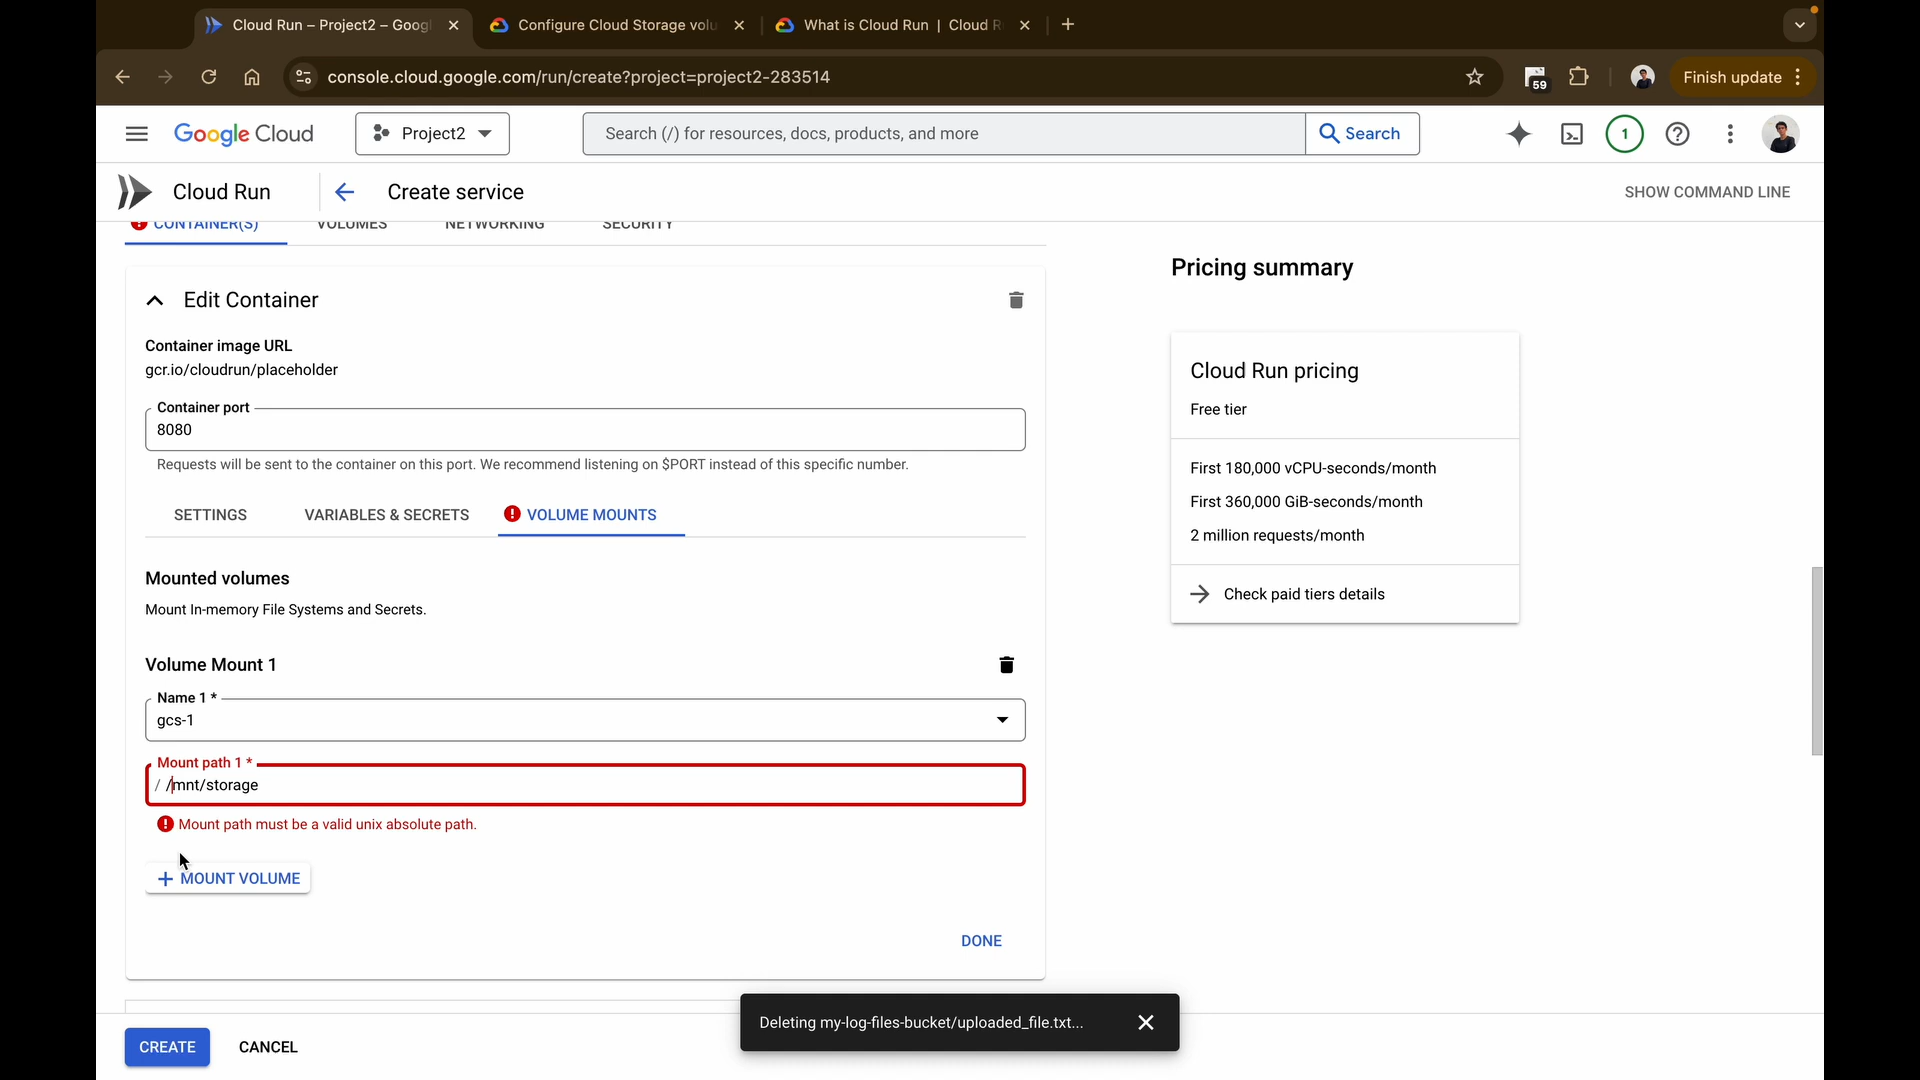 Cloud Run – Project2 – Goog
Configure Cloud Storage volu
What is Cloud Run | Cloud R
console.cloud.google.com/run/create?project=project2-283514
59
Finish update
Google Cloud
Project2
Search (/) for resources, docs, products, and more
Search
1
Cloud Run
Create service
SHOW COMMAND LINE
CONTAINER(S)
VOLUMES
NETWORKING
SECURITY
Edit Container
Container image URL
gcr.io/cloudrun/placeholder
Container port
8080
Requests will be sent to the container on this port. We recommend listening on $PORT instead of this specific number.
SETTINGS
VARIABLES & SECRETS
VOLUME MOUNTS
Mounted volumes
Mount In-memory File Systems and Secrets.
Volume Mount 1
Name 1 *
gcs-1
Mount path 1 *
/ /mnt/storage
Mount path must be a valid unix absolute path.
+ MOUNT VOLUME
DONE
Pricing summary
Cloud Run pricing
Free tier
First 180,000 vCPU-seconds/month
First 360,000 GiB-seconds/month
2 million requests/month
Check paid tiers details
Deleting my-log-files-bucket/uploaded_file.txt...
CREATE
CANCEL